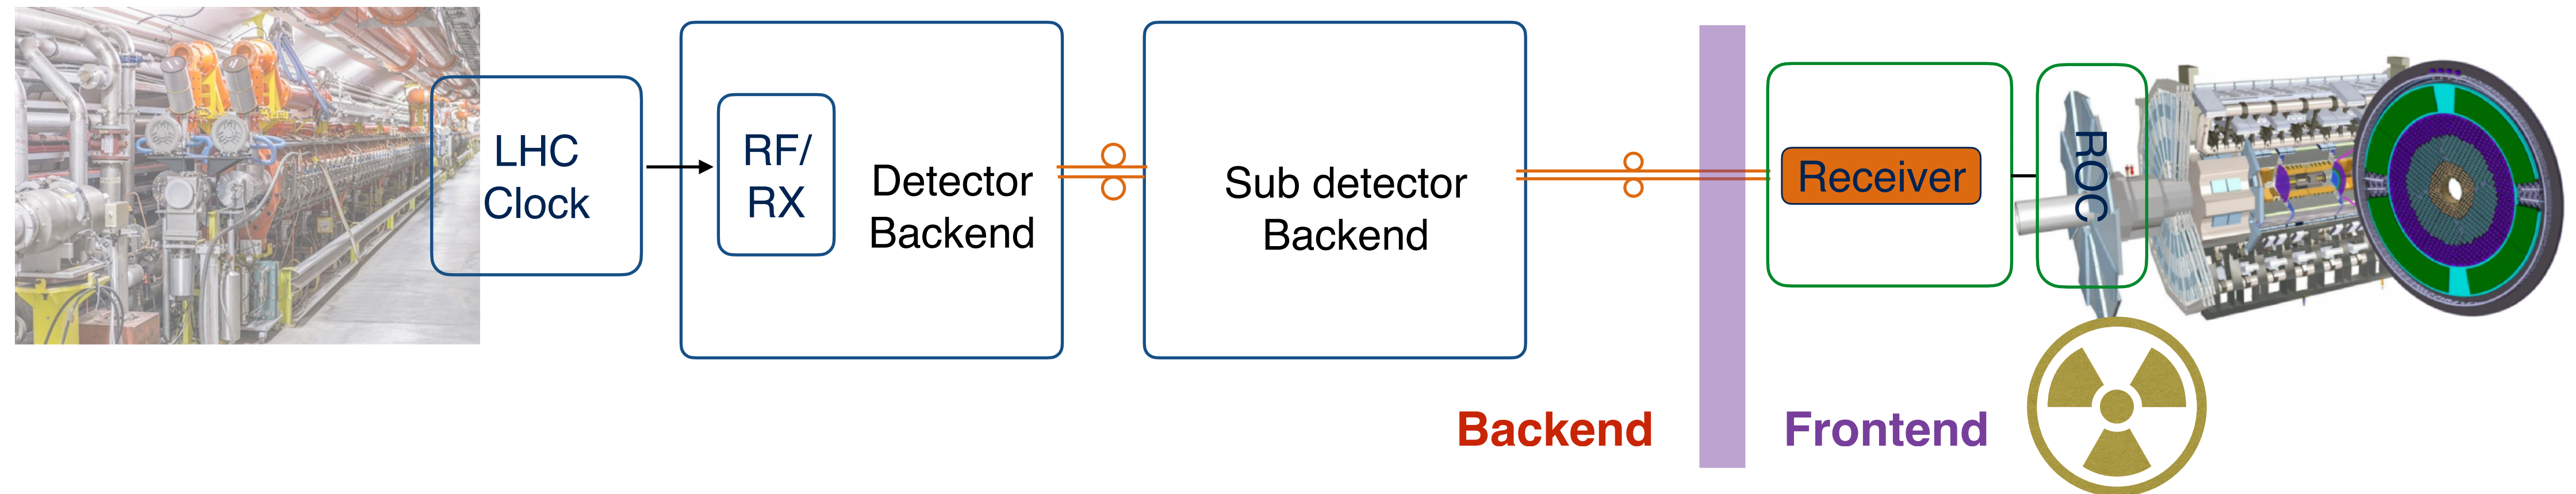 LHC
Clock
RF/
RX
Detector
Backend
Sub detector
Backend
Receiver
ROC
Backend
Frontend